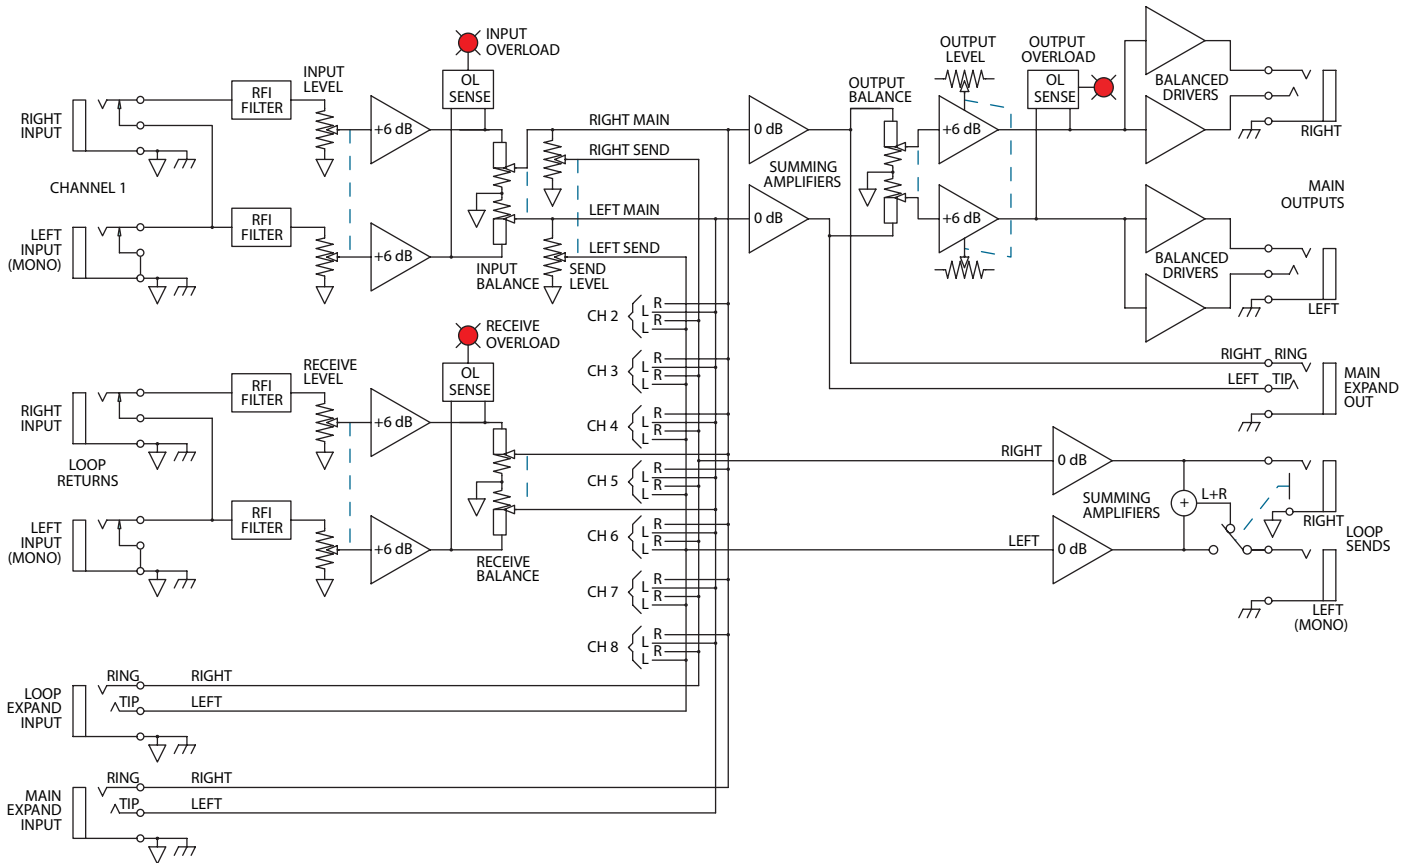 INPUT
OVERLOAD
OL
SENSE
INPUT
LEVEL
RFI
FILTER
+6 dB
RIGHT
INPUT
CHANNEL 1
LEFT
INPUT
(MONO)
RFI
FILTER
+6 dB
INPUT
BALANCE
RIGHT MAIN
RIGHT SEND
LEFT MAIN
LEFT SEND
SEND
LEVEL
0 dB
SUMMING
AMPLIFIERS
0 dB
OUTPUT
BALANCE
OUTPUT
LEVEL
+6 dB
+6 dB
OUTPUT
OVERLOAD
OL
SENSE
BALANCED
DRIVERS
RIGHT
MAIN
OUTPUTS
BALANCED
DRIVERS
LEFT
RIGHT RING
LEFT TIP
MAIN
EXPAND
OUT
CH 2
R
L
R
L
CH 3
R
L
R
L
CH 4
R
L
R
L
CH 5
R
L
R
L
CH 6
R
L
R
L
CH 7
R
L
R
L
CH 8
R
L
R
L
RECEIVE
OVERLOAD
OL
SENSE
RECEIVE
LEVEL
RFI
FILTER
+6 dB
RIGHT
INPUT
LOOP
RETURNS
LEFT
INPUT
(MONO)
RFI
FILTER
+6 dB
RECEIVE
BALANCE
RIGHT
0 dB
SUMMING
AMPLIFIERS
LEFT
0 dB
+
L+R
RIGHT
LOOP
SENDS
LEFT
(MONO)
LOOP
EXPAND
INPUT
RING
RIGHT
TIP
LEFT
MAIN
EXPAND
INPUT
RING
RIGHT
TIP
LEFT